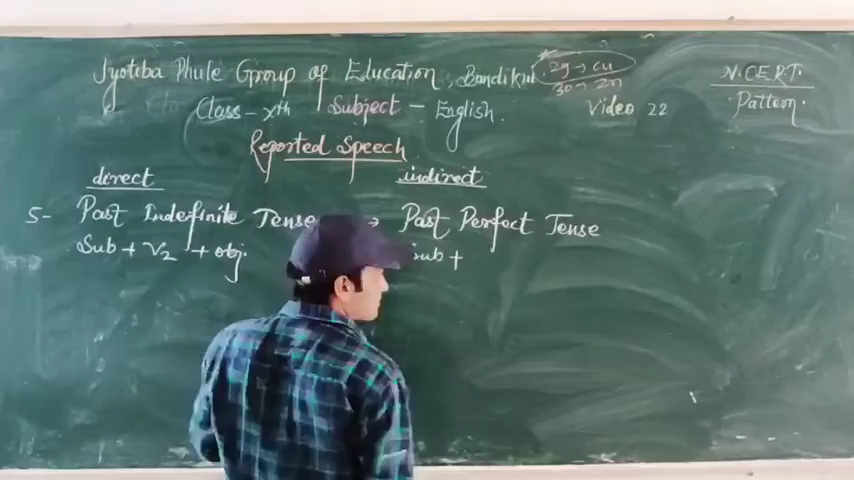 Jyotiba Phule Group of Education, Bandikui
29 → cu
30 → zn
N.C.E.R.T.
Pattern
Class - xth Subject - English.
Video 22
Reported Speech
direct
indirect
5- Past Indefinite Tense → Past Perfect Tense
Sub + V2 + obj. Sub +